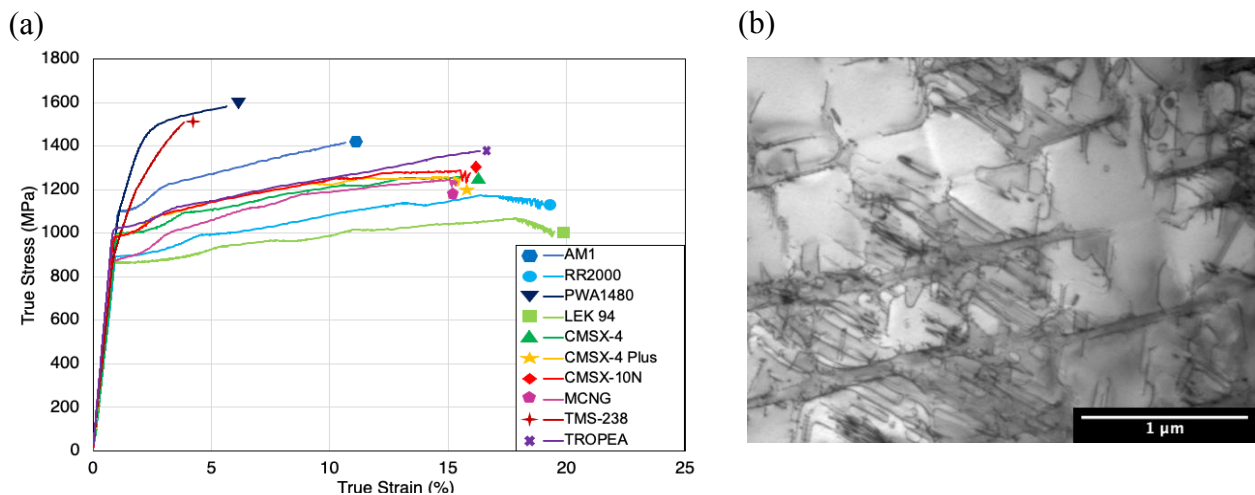 (a)
(b)
1800
1600
1400
1200
1000
800
600
400
200
0
True Stress (MPa)
0 5 10 15 20 25
True Strain (%)
AM1
RR2000
PWA1480
LEK 94
CMSX-4
CMSX-4 Plus
CMSX-10N
MCNG
TMS-238
TROPEA
1 µm